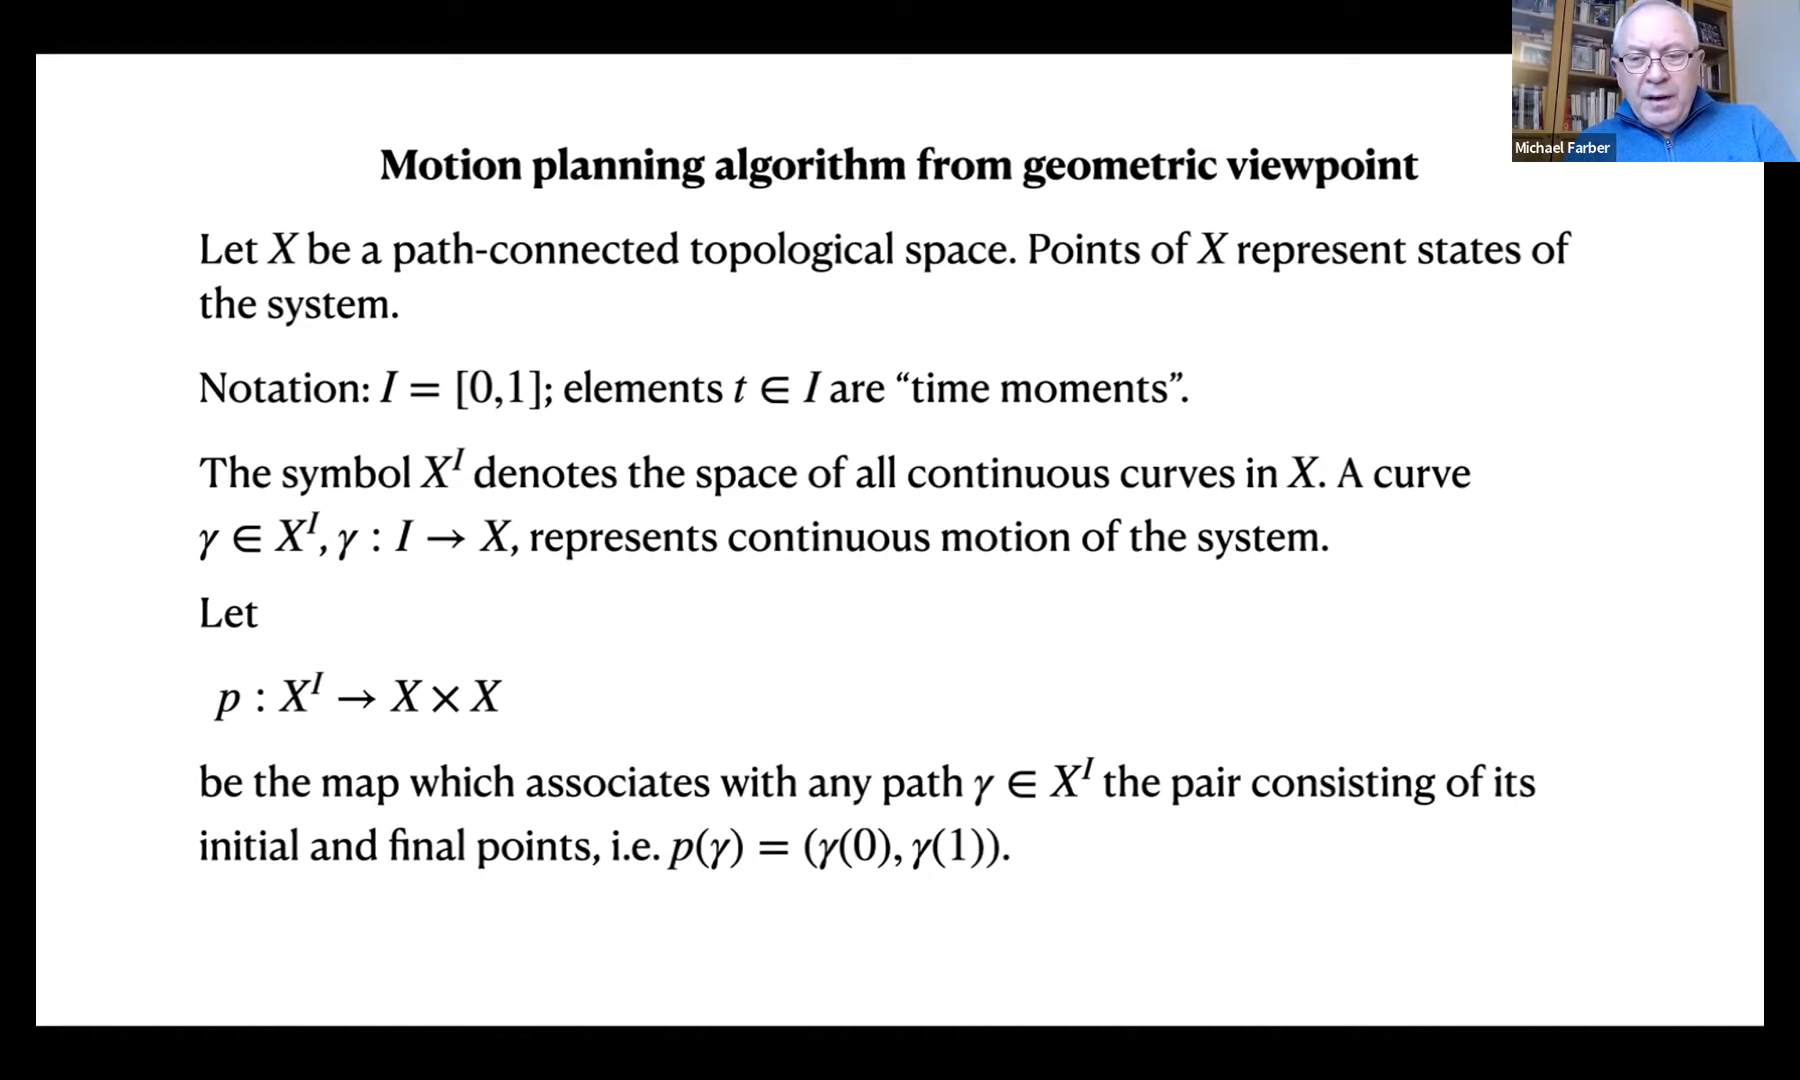 Motion planning algorithm from geometric viewpoint
Michael Farber
Let X be a path-connected topological space. Points of X represent states of
the system.
Notation: I = [0,1]; elements t ∈ I are “time moments”.
The symbol X^I denotes the space of all continuous curves in X. A curve
γ ∈ X^I, γ : I → X, represents continuous motion of the system.
Let
p : X^I → X × X
be the map which associates with any path γ ∈ X^I the pair consisting of its
initial and final points, i.e. p(γ) = (γ(0), γ(1)).